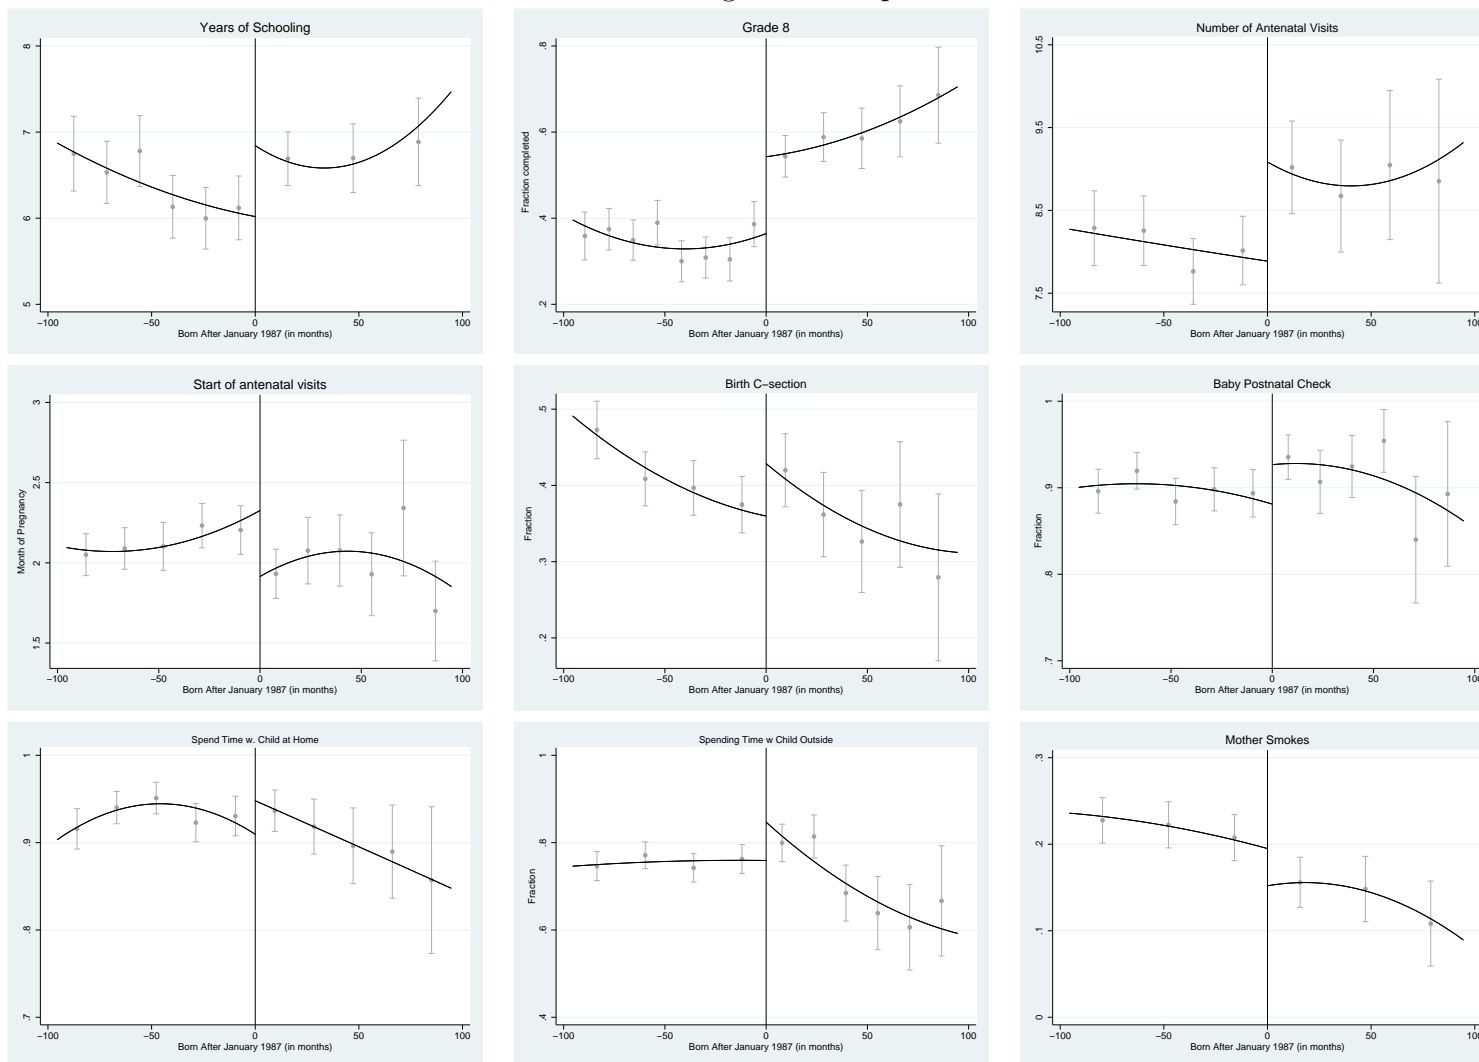 Years of Schooling
8
7
6
5
−100 −50 0 50 100
Born After January 1987 (in months)
Grade 8
Fraction completed
.8
.6
.4
.2
−100 −50 0 50 100
Born After January 1987 (in months)
Number of Antenatal Visits
10.5
9.5
8.5
7.5
−100 −50 0 50 100
Born After January 1987 (in months)
Start of antenatal visits
Month of Pregnancy
3
2.5
2
1.5
−100 −50 0 50 100
Born After January 1987 (in months)
Birth C−section
Fraction
.5
.4
.3
.2
−100 −50 0 50 100
Born After January 1987 (in months)
Baby Postnatal Check
Fraction
1
.9
.8
.7
−100 −50 0 50 100
Born After January 1987 (in months)
Spend Time w. Child at Home
1
.9
.8
.7
−100 −50 0 50 100
Born After January 1987 (in months)
Spending Time w Child Outside
Fraction
1
.8
.6
.4
−100 −50 0 50 100
Born After January 1987 (in months)
Mother Smokes
.3
.2
.1
0
−100 −50 0 50 100
Born After January 1987 (in months)